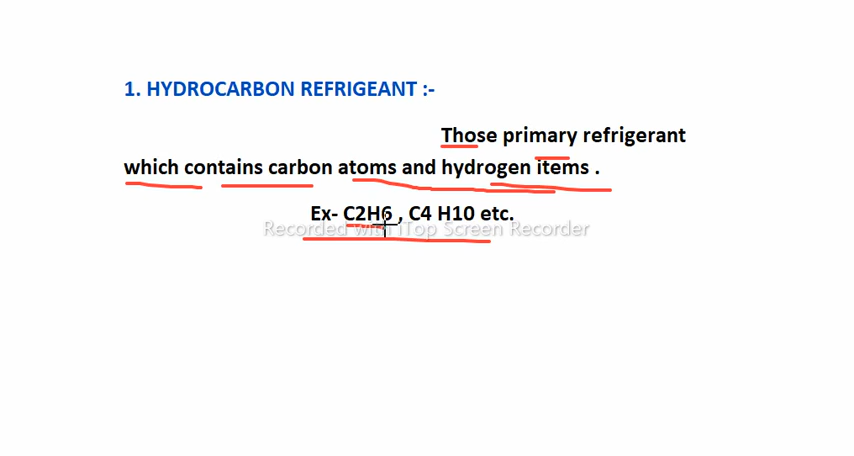 1. HYDROCARBON REFRIGEANT :-
Those primary refrigerant
which contains carbon atoms and hydrogen items .
Ex- C2H6 , C4 H10 etc.
Recorded with iTop Screen Recorder